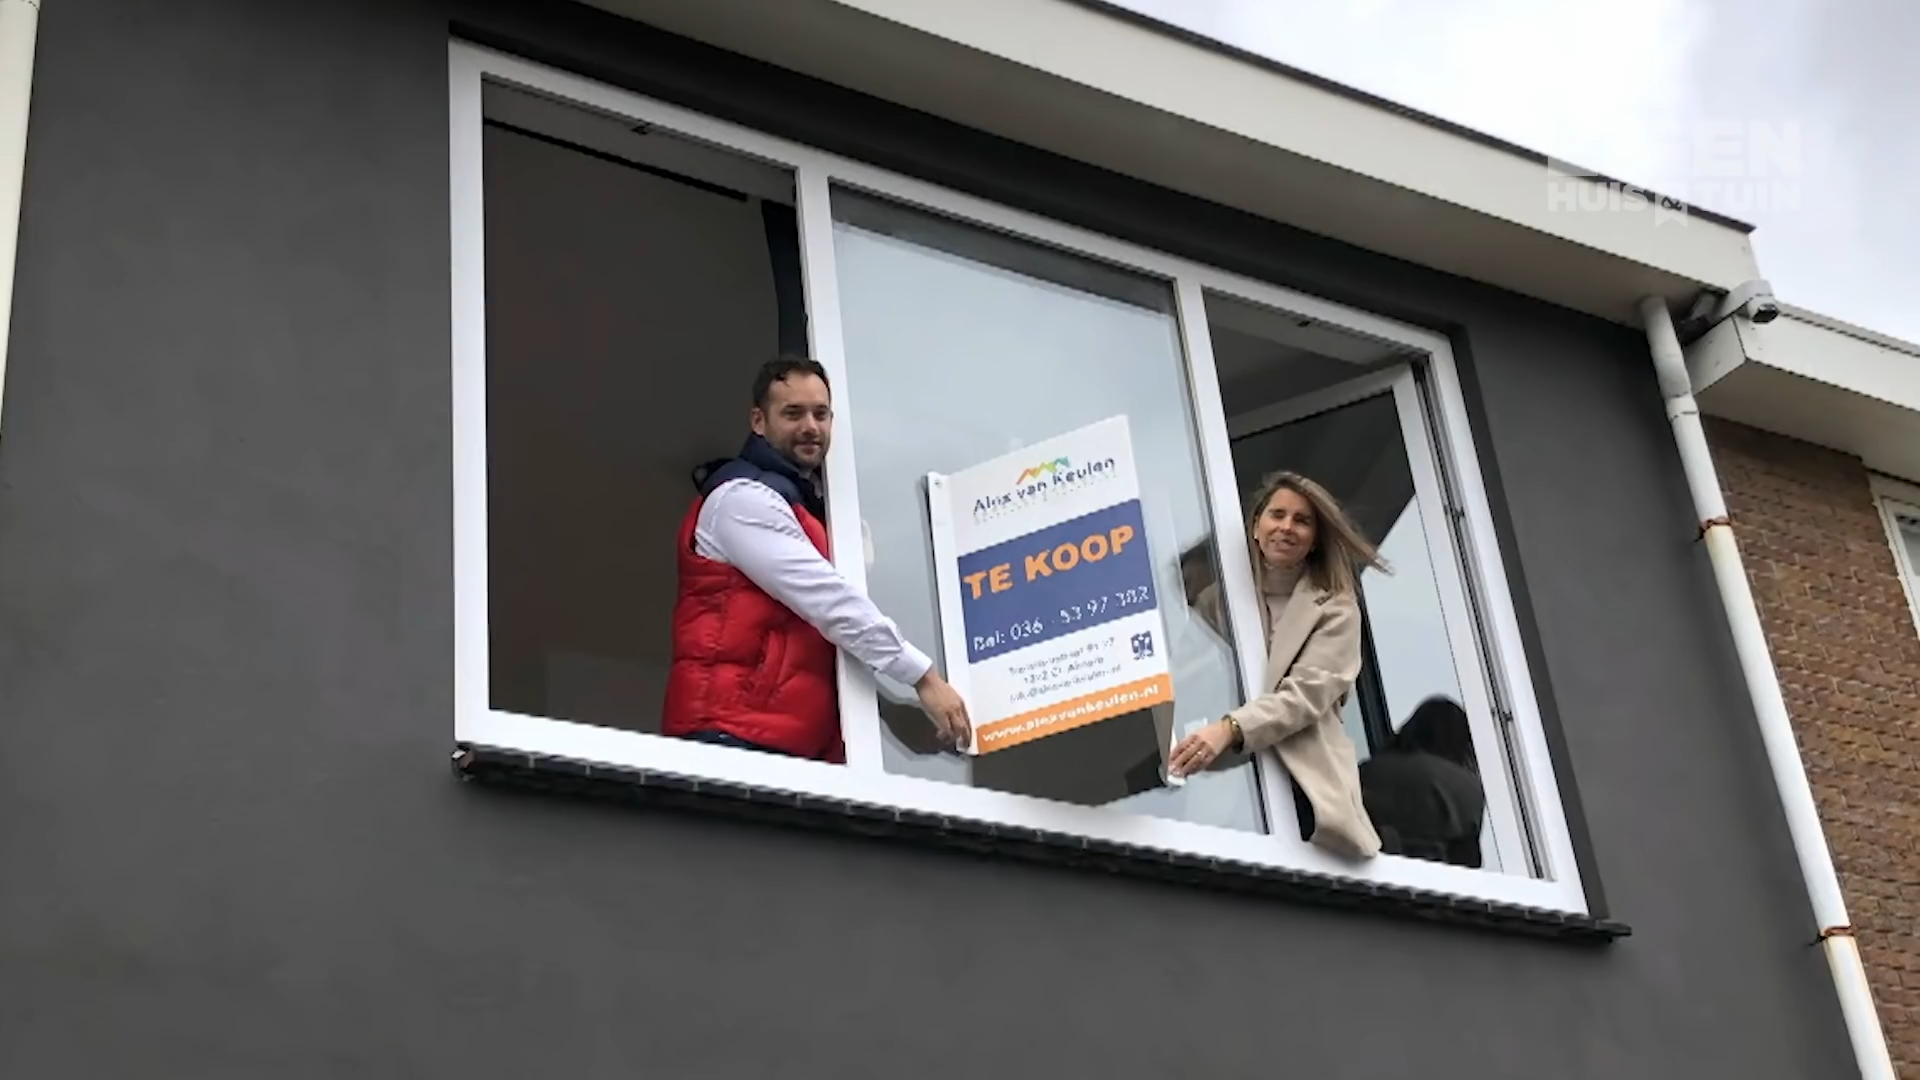 EIGEN
HUIS & TUIN
Alex van Keulen
TE KOOP
Bel: 036 - 53 97 382
www.alexvankeulen.nl